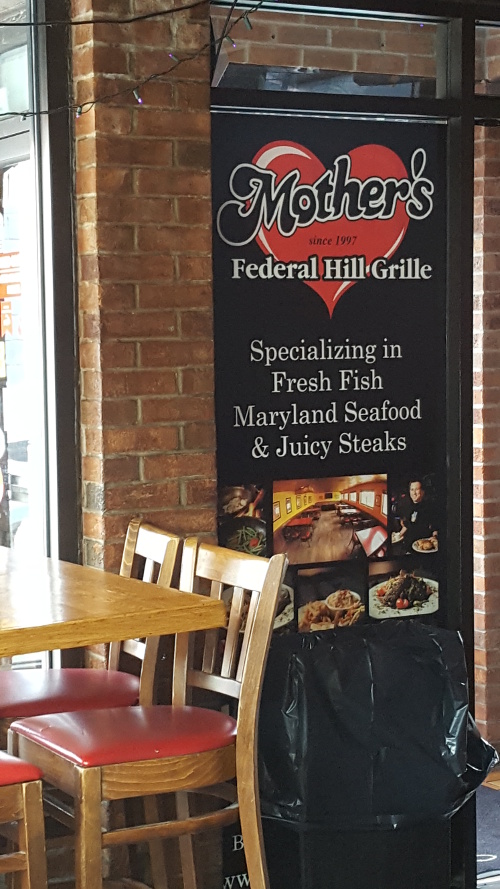 Mother's
since 1997
Federal Hill Grille
Specializing in
Fresh Fish
Maryland Seafood
& Juicy Steaks